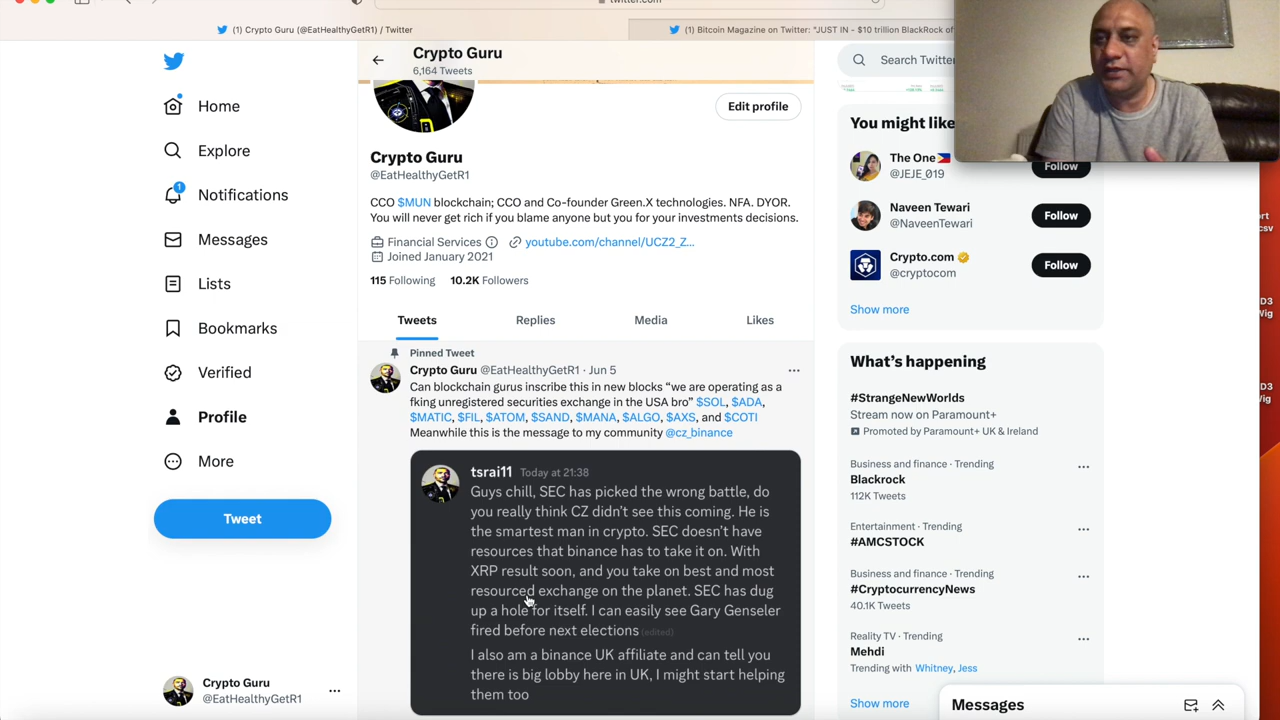 twitter.com
(1) Crypto Guru (@EatHealthyGetR1) / Twitter
(1) Bitcoin Magazine on Twitter: "JUST IN - $10 trillion BlackRock of
Home
Explore
1
Notifications
Messages
Lists
Bookmarks
Verified
Profile
More
Tweet
Crypto Guru
@EatHealthyGetR1
Crypto Guru
6,164 Tweets
Edit profile
Crypto Guru
@EatHealthyGetR1
CCO $MUN blockchain; CCO and Co-founder Green.X technologies. NFA. DYOR.
You will never get rich if you blame anyone but you for your investments decisions.
Financial Services
youtube.com/channel/UCZ2_Z...
Joined January 2021
115 Following 10.2K Followers
Tweets Replies Media Likes
Pinned Tweet
Crypto Guru @EatHealthyGetR1 · Jun 5
Can blockchain gurus inscribe this in new blocks “we are operating as a
fking unregistered securities exchange in the USA bro” $SOL, $ADA,
$MATIC, $FIL, $ATOM, $SAND, $MANA, $ALGO, $AXS, and $COTI
Meanwhile this is the message to my community @cz_binance
tsrai11 Today at 21:38
Guys chill, SEC has picked the wrong battle, do
you really think CZ didn't see this coming. He is
the smartest man in crypto. SEC doesn't have
resources that binance has to take it on. With
XRP result soon, and you take on best and most
resourced exchange on the planet. SEC has dug
up a hole for itself. I can easily see Gary Genseler
fired before next elections (edited)
I also am a binance UK affiliate and can tell you
there is big lobby here in UK, I might start helping
them too
Search Twitter
You might like
The One
@JEJE_019
Follow
Naveen Tewari
@NaveenTewari
Follow
Crypto.com
@cryptocom
Follow
Show more
What's happening
#StrangeNewWorlds
Stream now on Paramount+
Promoted by Paramount+ UK & Ireland
Business and finance · Trending
Blackrock
112K Tweets
Entertainment · Trending
#AMCSTOCK
Business and finance · Trending
#CryptocurrencyNews
40.1K Tweets
Reality TV · Trending
Mehdi
Trending with Whitney, Jess
Show more
Messages
ort
csv
D3
Wig
D3
Wig